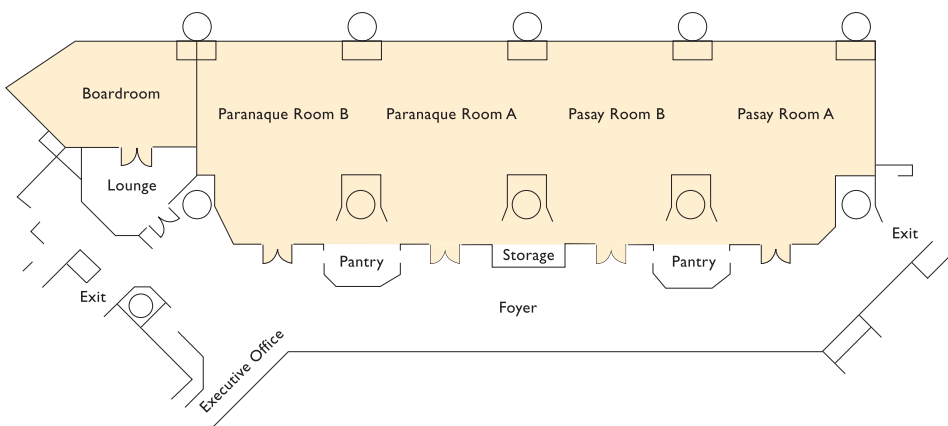 Boardroom
Paranaque Room B
Paranaque Room A
Pasay Room B
Pasay Room A
Lounge
Exit
Pantry
Storage
Pantry
Exit
Foyer
Executive Office